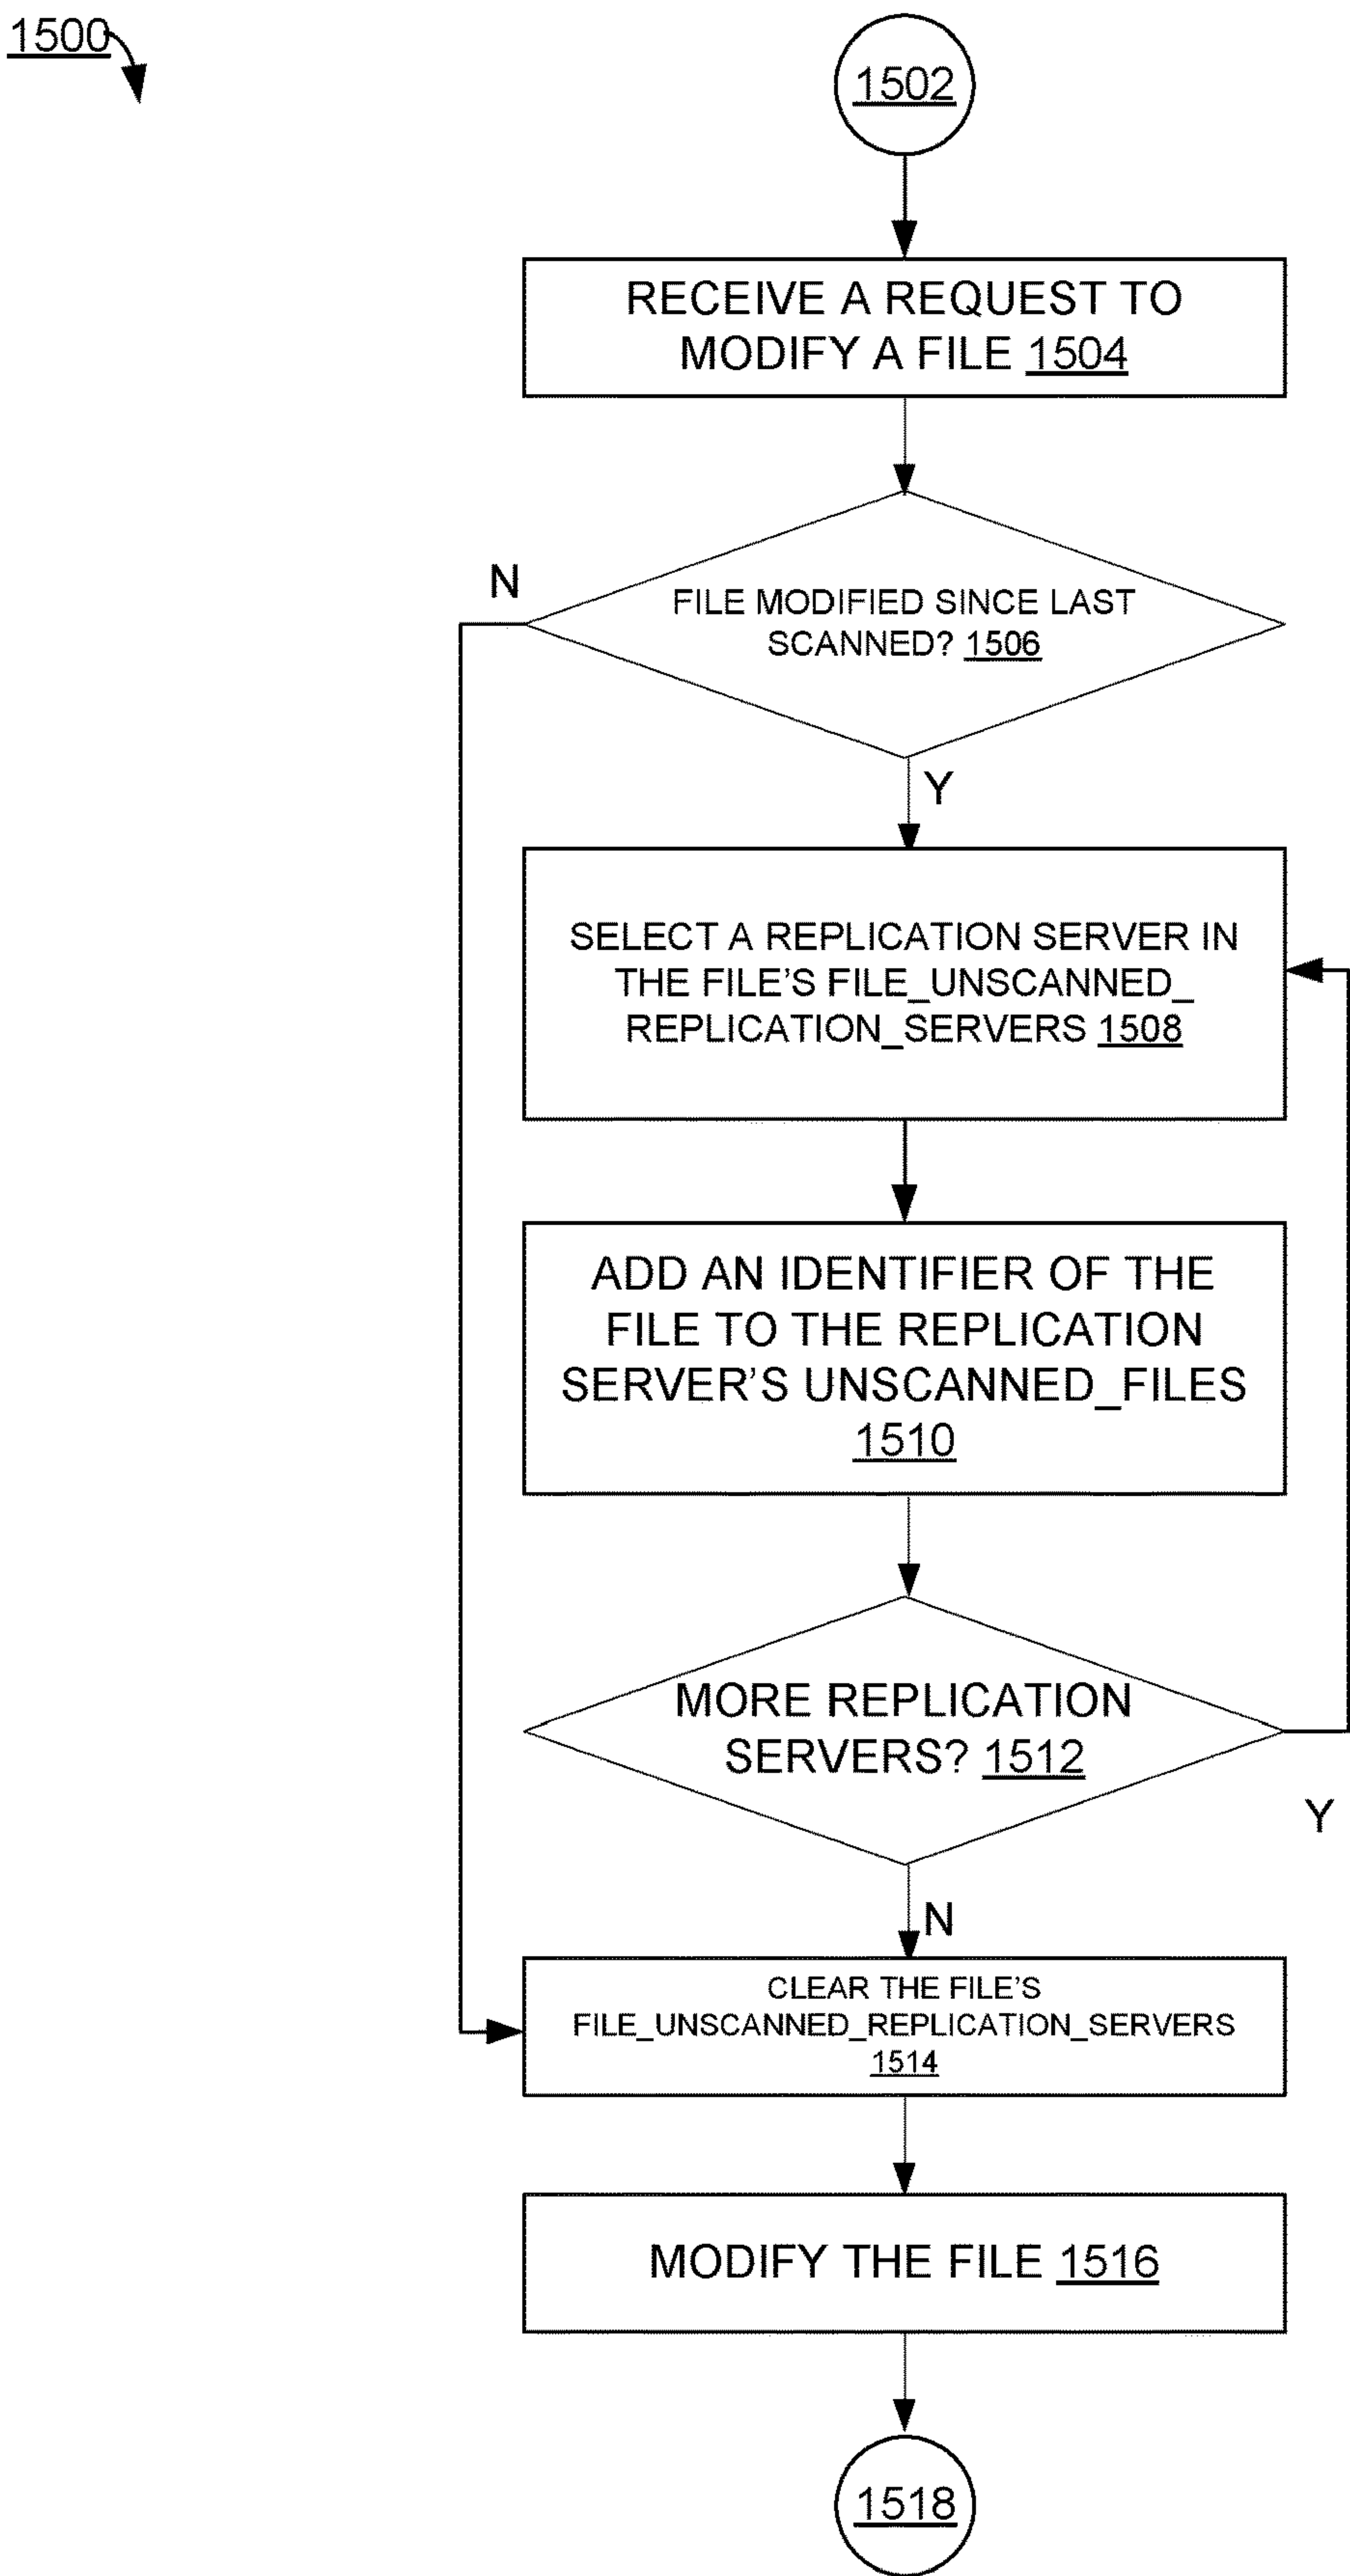 1500
1502
RECEIVE A REQUEST TO
MODIFY A FILE 1504
N
FILE MODIFIED SINCE LAST
SCANNED? 1506
Y
SELECT A REPLICATION SERVER IN
THE FILE'S FILE_UNSCANNED_
REPLICATION_SERVERS 1508
ADD AN IDENTIFIER OF THE
FILE TO THE REPLICATION
SERVER'S UNSCANNED_FILES
1510
MORE REPLICATION
SERVERS? 1512
Y
N
CLEAR THE FILE'S
FILE_UNSCANNED_REPLICATION_SERVERS
1514
MODIFY THE FILE 1516
1518